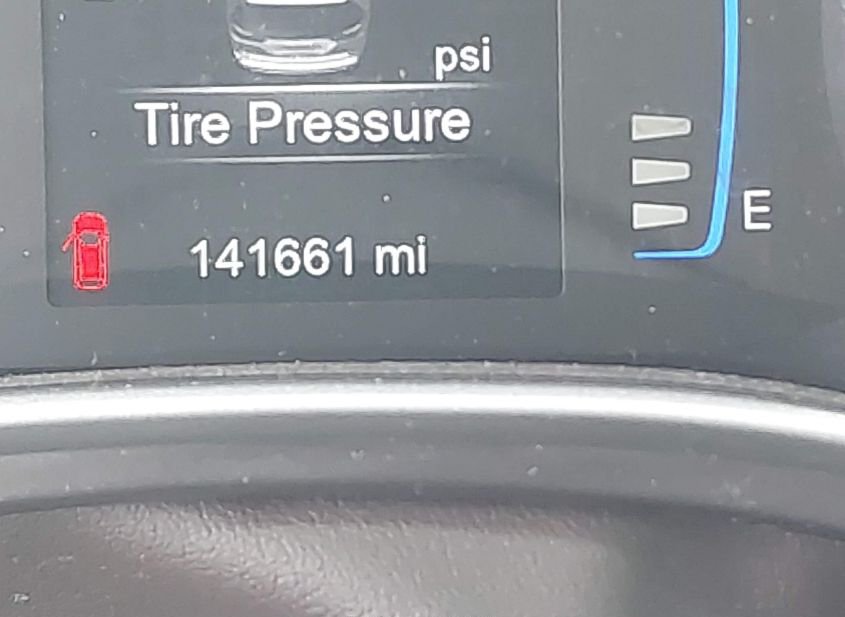 psi
Tire Pressure
141661 mi
E